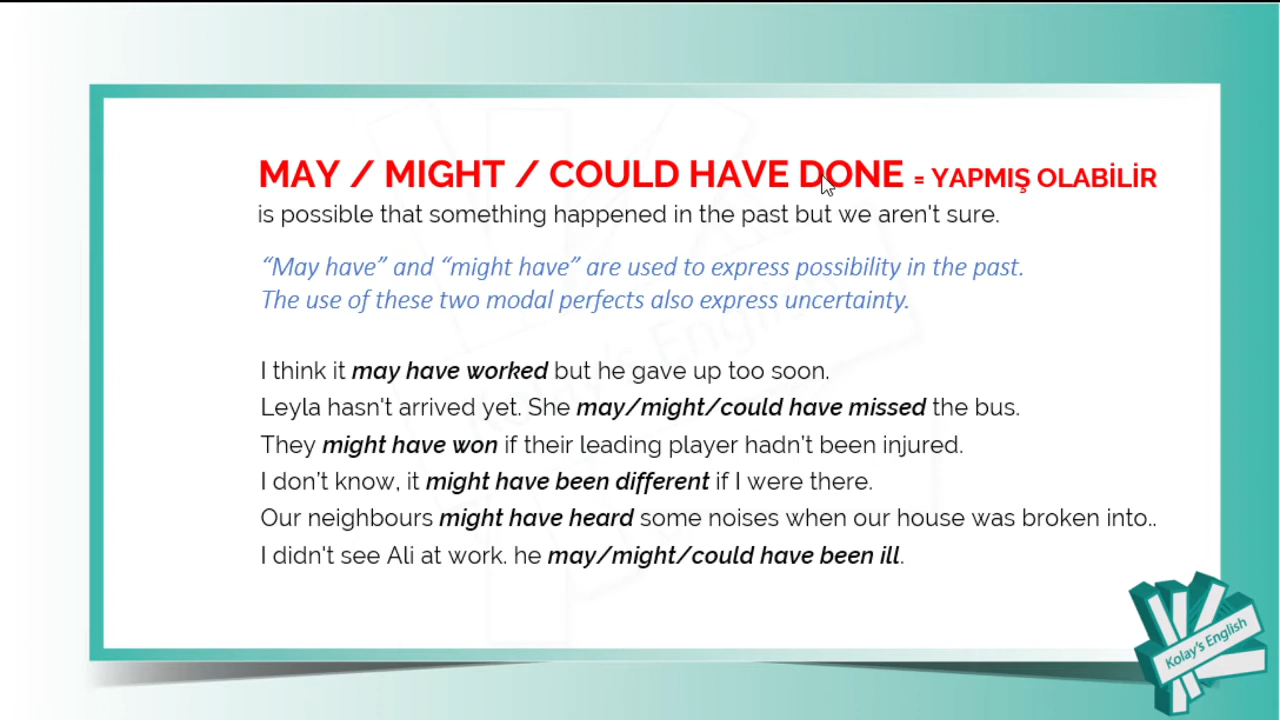 MAY / MIGHT / COULD HAVE DONE = YAPMIŞ OLABİLİR
is possible that something happened in the past but we aren't sure.
“May have” and “might have” are used to express possibility in the past.
The use of these two modal perfects also express uncertainty.
I think it may have worked but he gave up too soon.
Leyla hasn't arrived yet. She may/might/could have missed the bus.
They might have won if their leading player hadn’t been injured.
I don’t know, it might have been different if I were there.
Our neighbours might have heard some noises when our house was broken into..
I didn't see Ali at work. he may/might/could have been ill.
Kolay's English